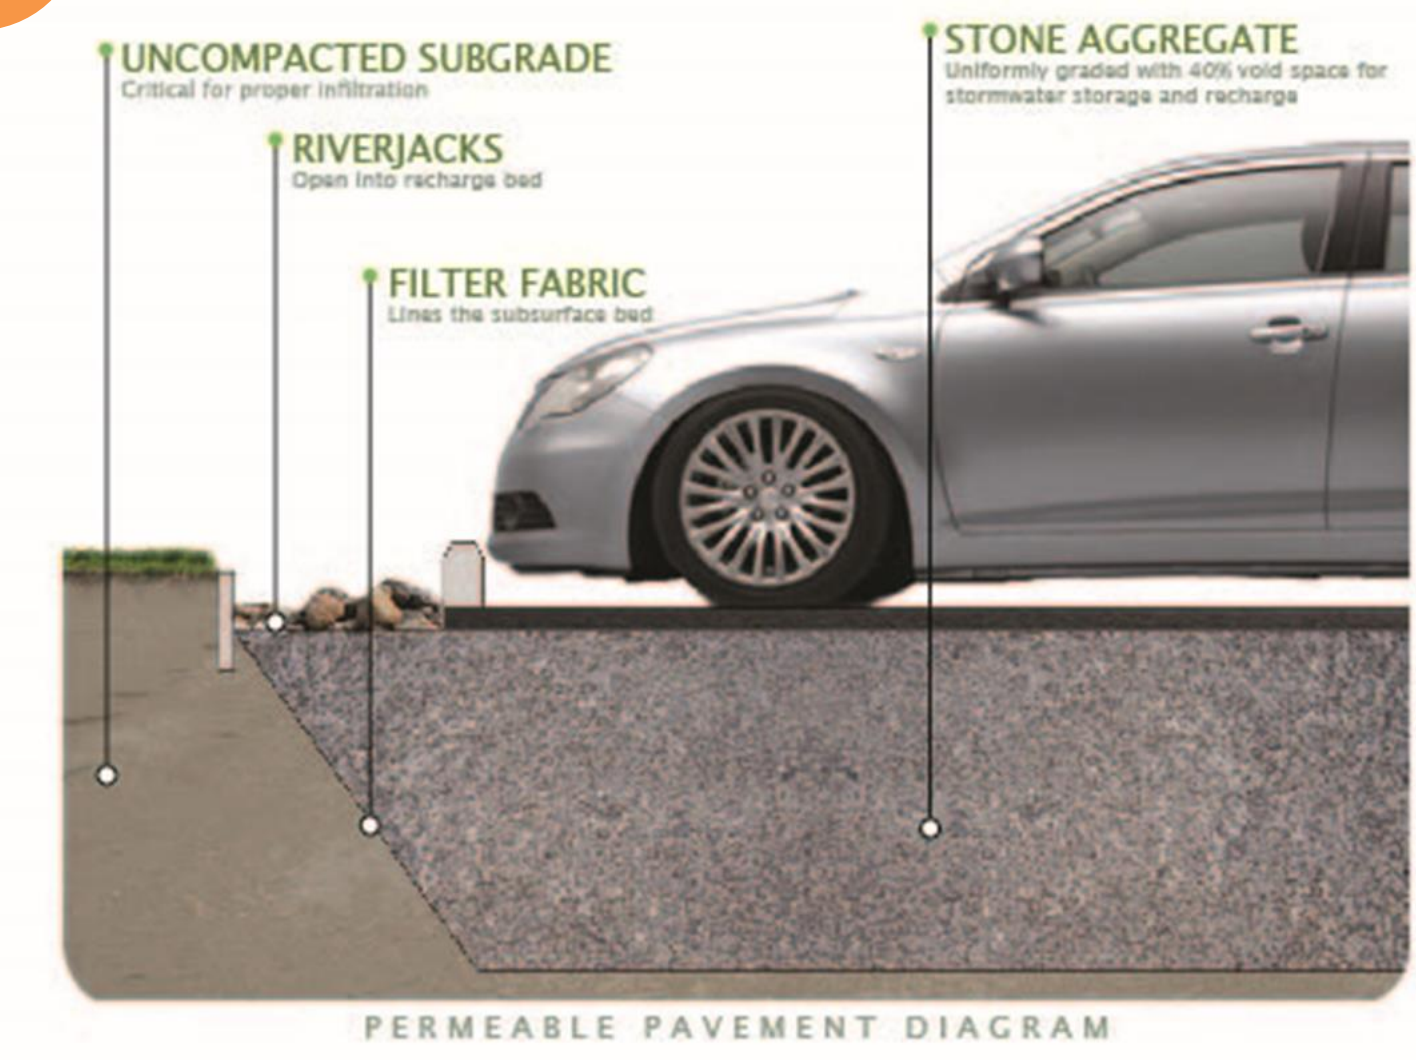 UNCOMPACTED SUBGRADE
Critical for proper infiltration
RIVERJACKS
Open into recharge bed
FILTER FABRIC
Lines the subsurface bed
STONE AGGREGATE
Uniformly graded with 40% void space for
stormwater storage and recharge
PERMEABLE PAVEMENT DIAGRAM